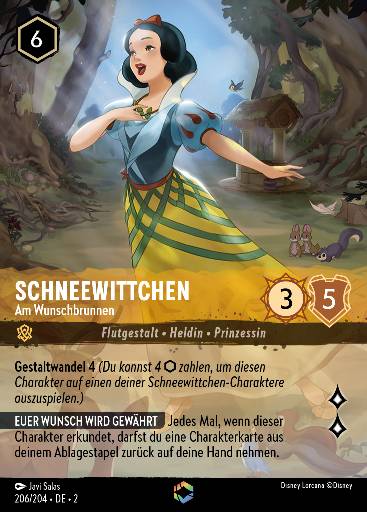 6
SCHNEEWITTCHEN
Am Wunschbrunnen
3
5
Flutgestalt • Heldin • Prinzessin
Gestaltwandel 4 (Du konnst 4 zahlen, um diesen
Charakter auf einen deiner Schneewittchen-Charaktere
auszuspielen.)
EUER WUNSCH WIRD GEWÄHRT Jedes Mal, wenn dieser
Charakter erkundet, darfst du eine Charakterkarte aus
deinem Ablagestapel zurück auf deine Hand nehmen.
Javi Salas
Disney Lorcana ©Disney
206/204 • DE • 2